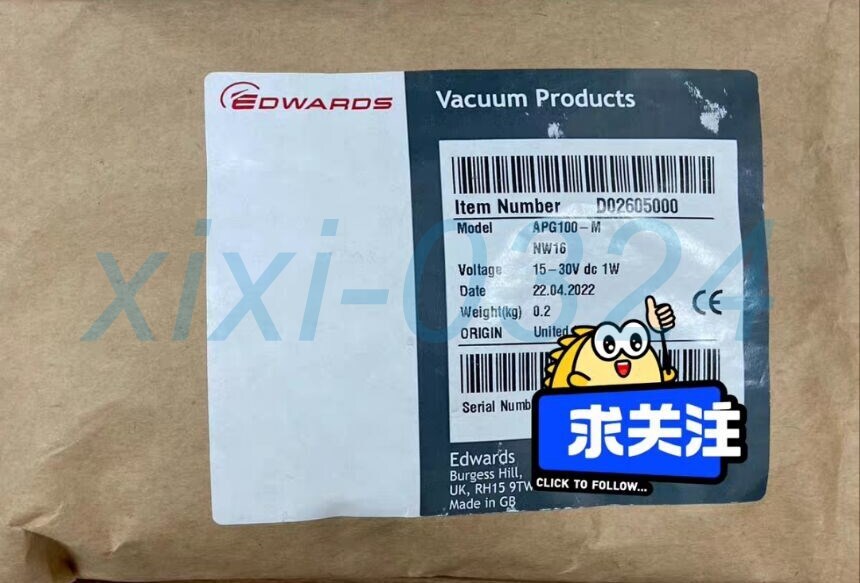 EDWARDS
Vacuum Products
Item Number D02605000
Model APG100-M
NW16
Voltage 15-30V dc 1W
Date 22.04.2022
Weight(kg) 0.2
CE
ORIGIN United
Serial
求关注
CLICK TO FOLLOW...
Edwards
Burgess Hill,
UK, RH15 9TW
Made in GB
xixi-0324